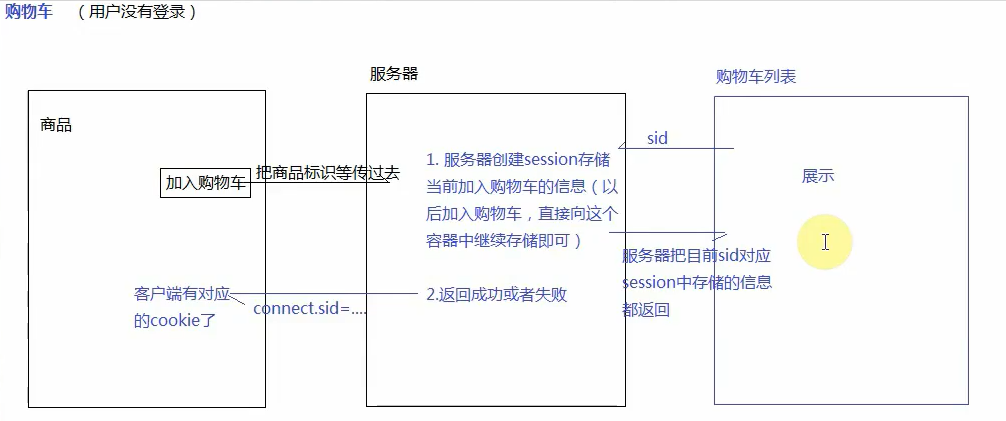 购物车 （用户没有登录）
服务器
购物车列表
商品
加入购物车
把商品标识等传过去
1. 服务器创建session存储
当前加入购物车的信息（以
后加入购物车，直接向这个
容器中继续存储即可）
sid
展示
服务器把目前sid对应
session中存储的信息
都返回
2.返回成功或者失败
客户端有对应
的cookie了
connect.sid=....